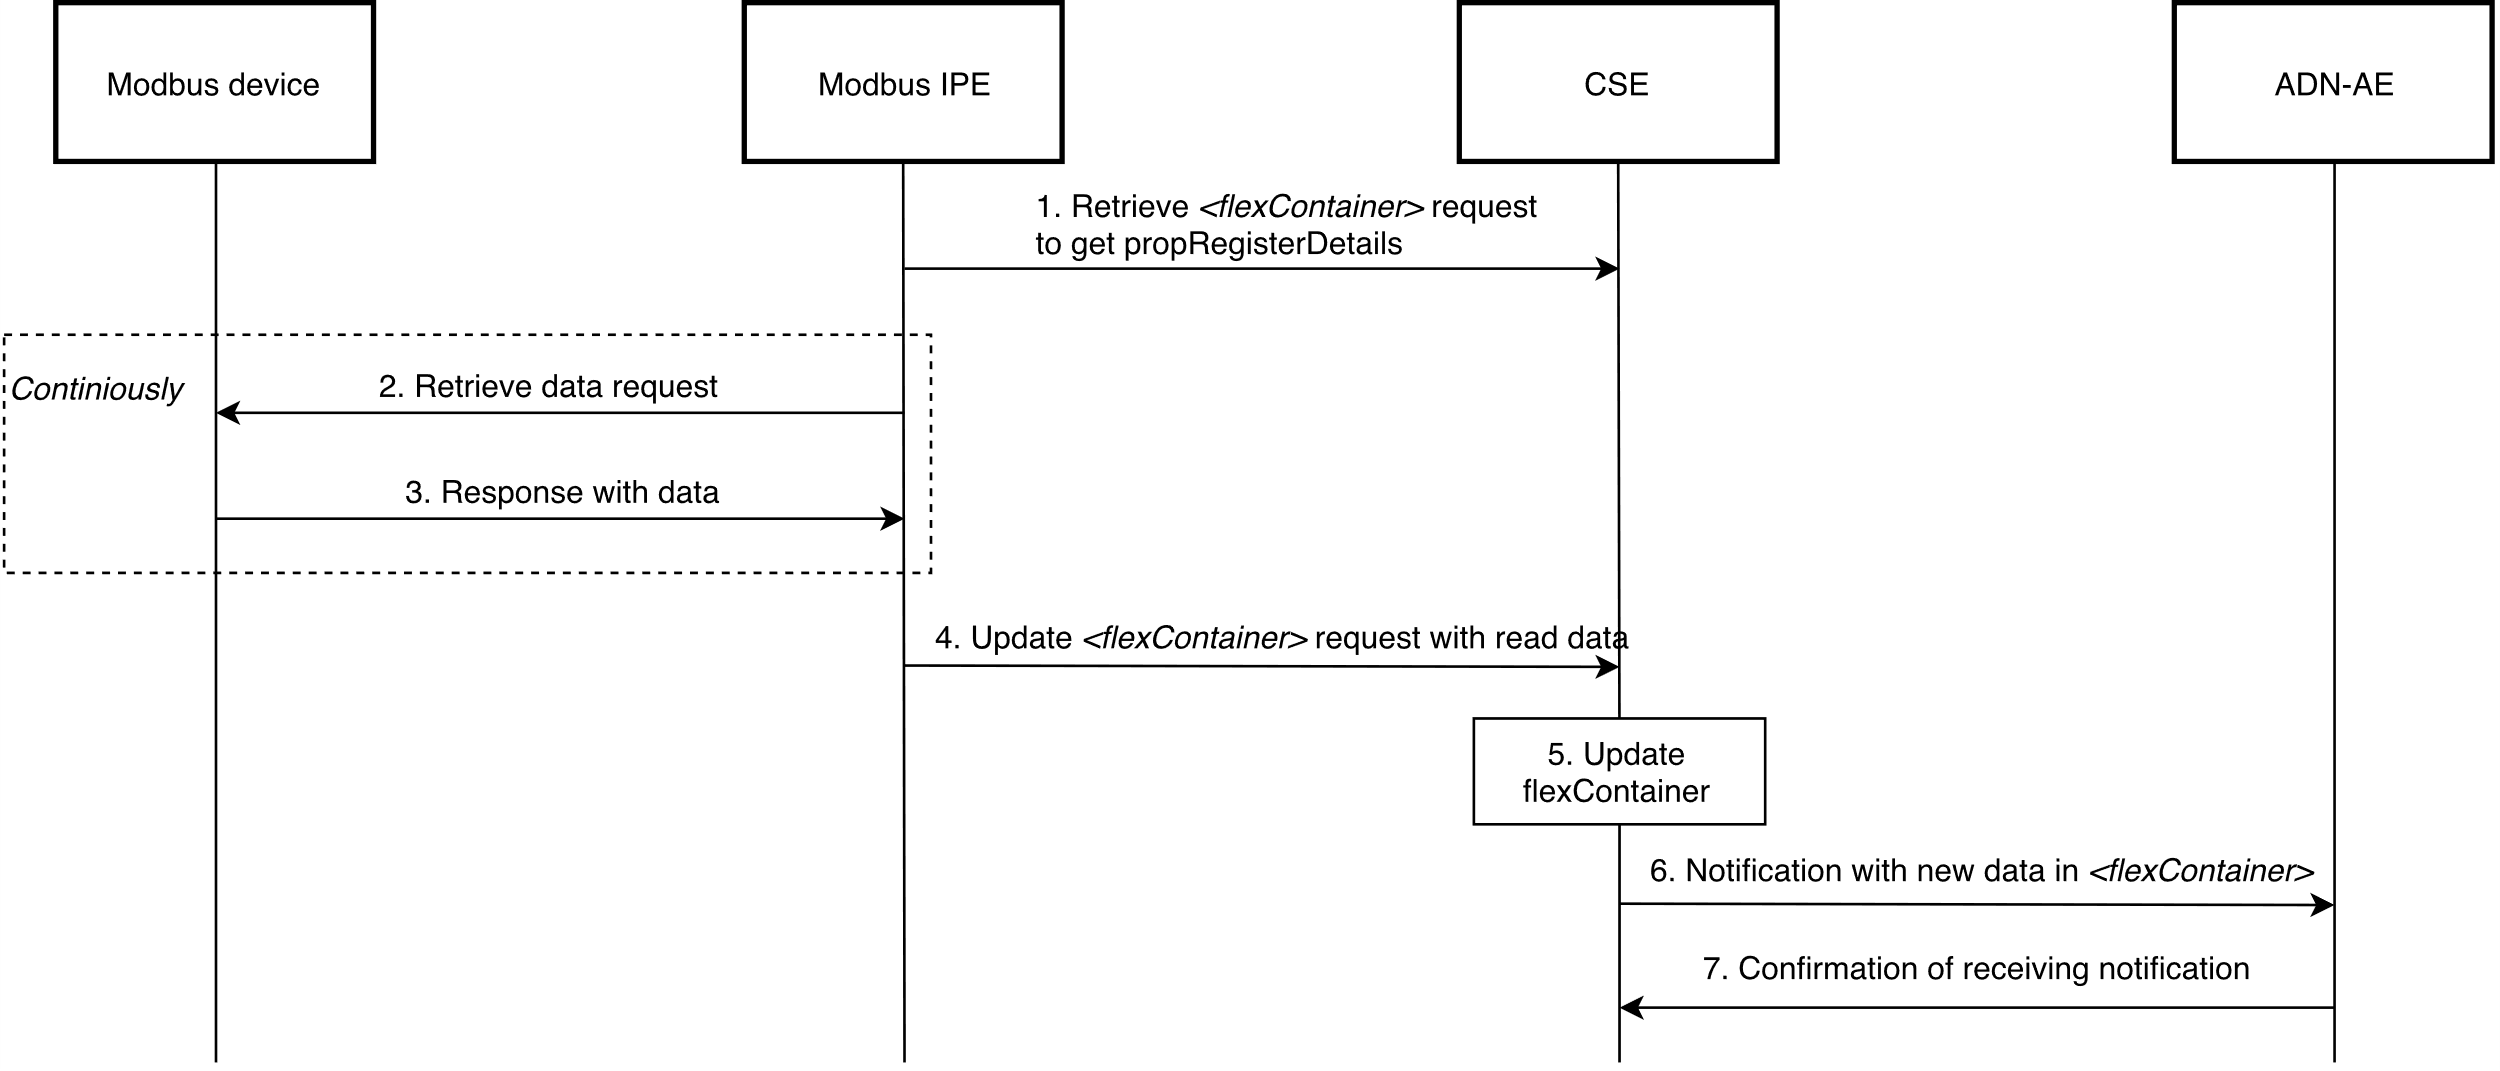 Modbus device
Modbus IPE
CSE
ADN-AE
1. Retrieve <flexContainer> request
to get propRegisterDetails
Continiously
2. Retrieve data request
3. Response with data
4. Update <flexContainer> request with read data
5. Update
flexContainer
6. Notification with new data in <flexContainer>
7. Confirmation of receiving notification